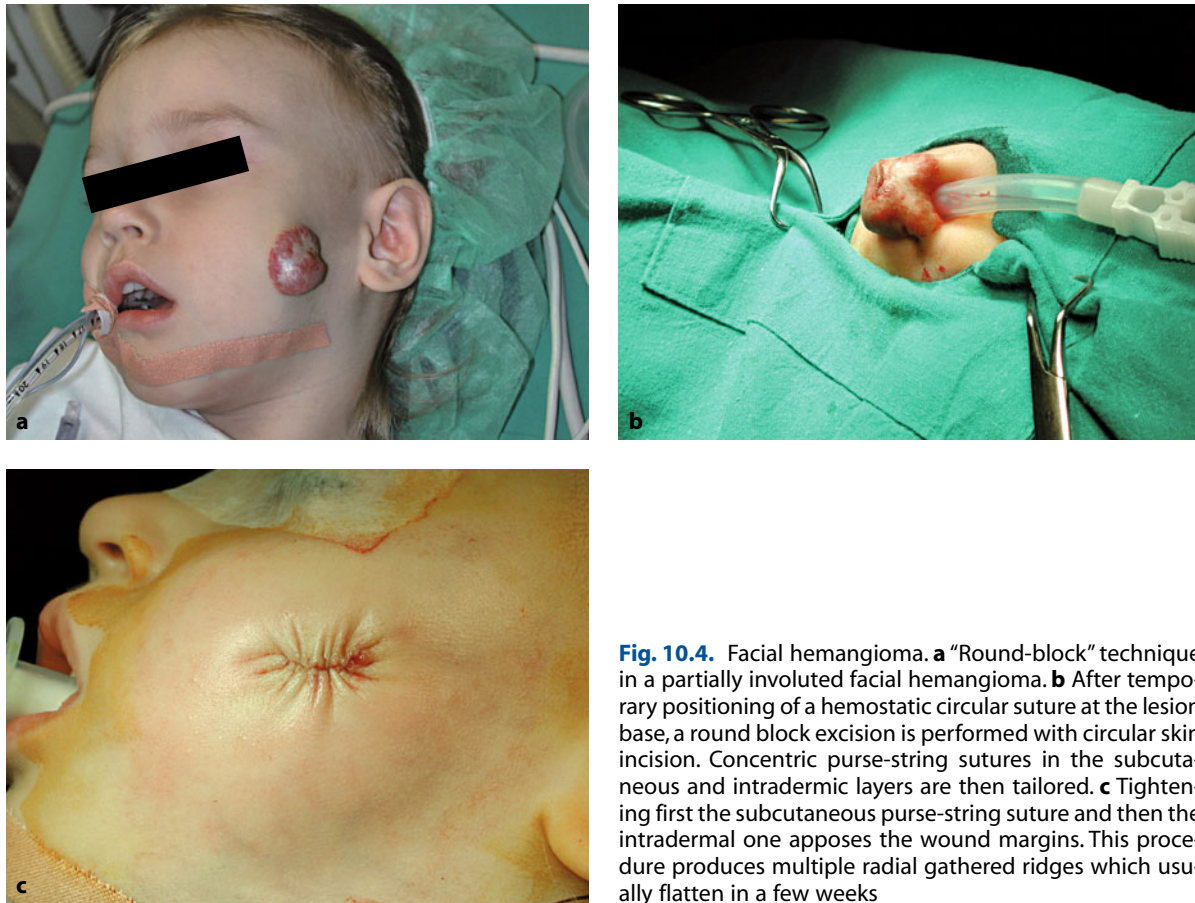 a
b
c
Fig. 10.4. Facial hemangioma. a “Round-block” technique
in a partially involuted facial hemangioma. b After tempo-
rary positioning of a hemostatic circular suture at the lesion
base, a round block excision is performed with circular skin
incision. Concentric purse-string sutures in the subcuta-
neous and intradermic layers are then tailored. c Tighten-
ing first the subcutaneous purse-string suture and then the
intradermal one apposes the wound margins. This proce-
dure produces multiple radial gathered ridges which usu-
ally flatten in a few weeks